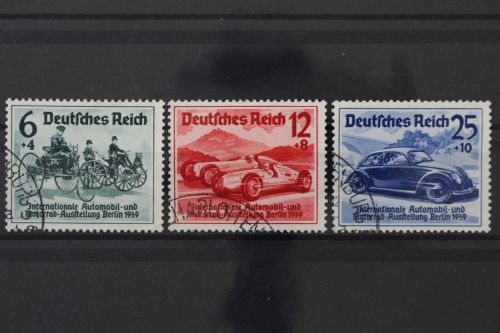 6
+4
Deutsches Reich
Internationale Automobil- und
Motorrad-Ausstellung Berlin 1939
Deutsches Reich
12
+8
Internationale Automobil- und
Motorrad-Ausstellung Berlin 1939
Deutsches Reich
25
+10
Internationale Automobil- und
Motorrad-Ausstellung Berlin 1939